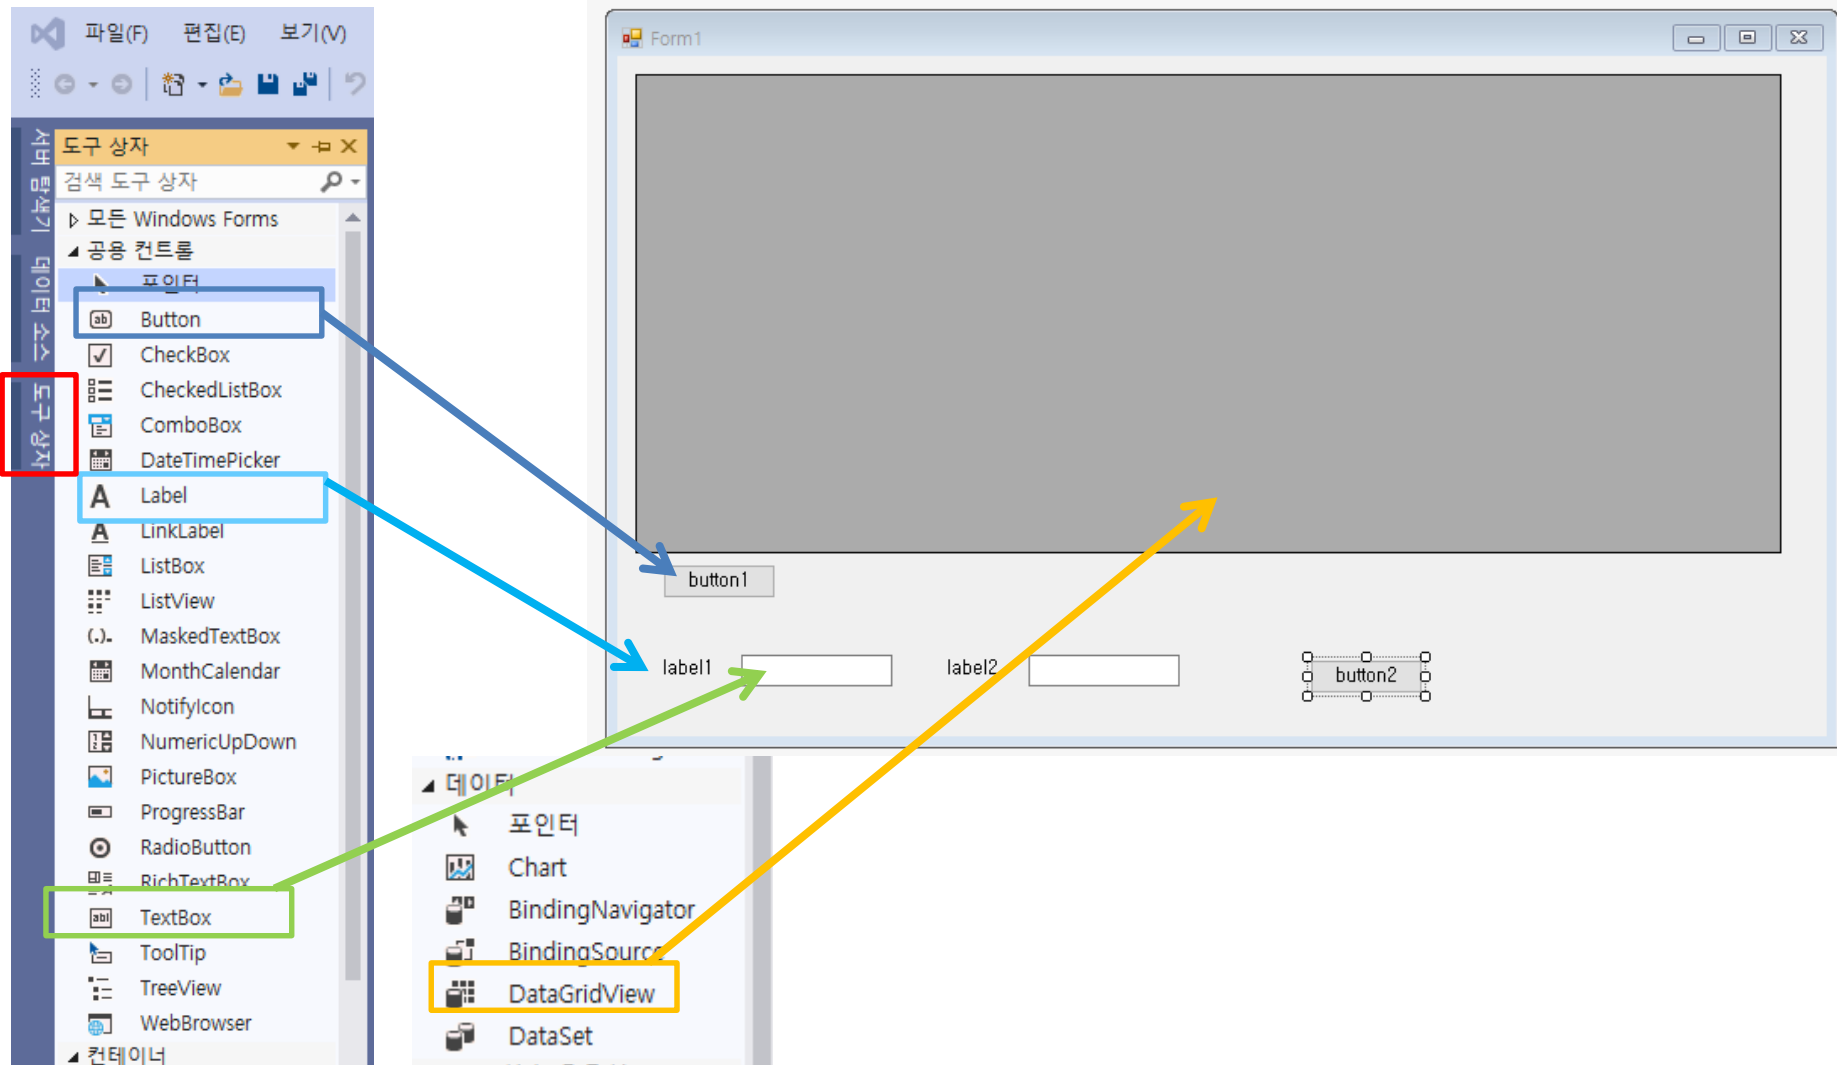 파일(F) 편집(E) 보기(V)
서버 탐색기
데이터 소스
도구 상자
도구 상자
검색 도구 상자
모든 Windows Forms
공용 컨트롤
포인터
Button
CheckBox
CheckedListBox
ComboBox
DateTimePicker
Label
LinkLabel
ListBox
ListView
MaskedTextBox
MonthCalendar
NotifyIcon
NumericUpDown
PictureBox
ProgressBar
RadioButton
RichTextBox
TextBox
ToolTip
TreeView
WebBrowser
컨테이너
Form1
button1
label1
label2
button2
데이터
포인터
Chart
BindingNavigator
BindingSource
DataGridView
DataSet